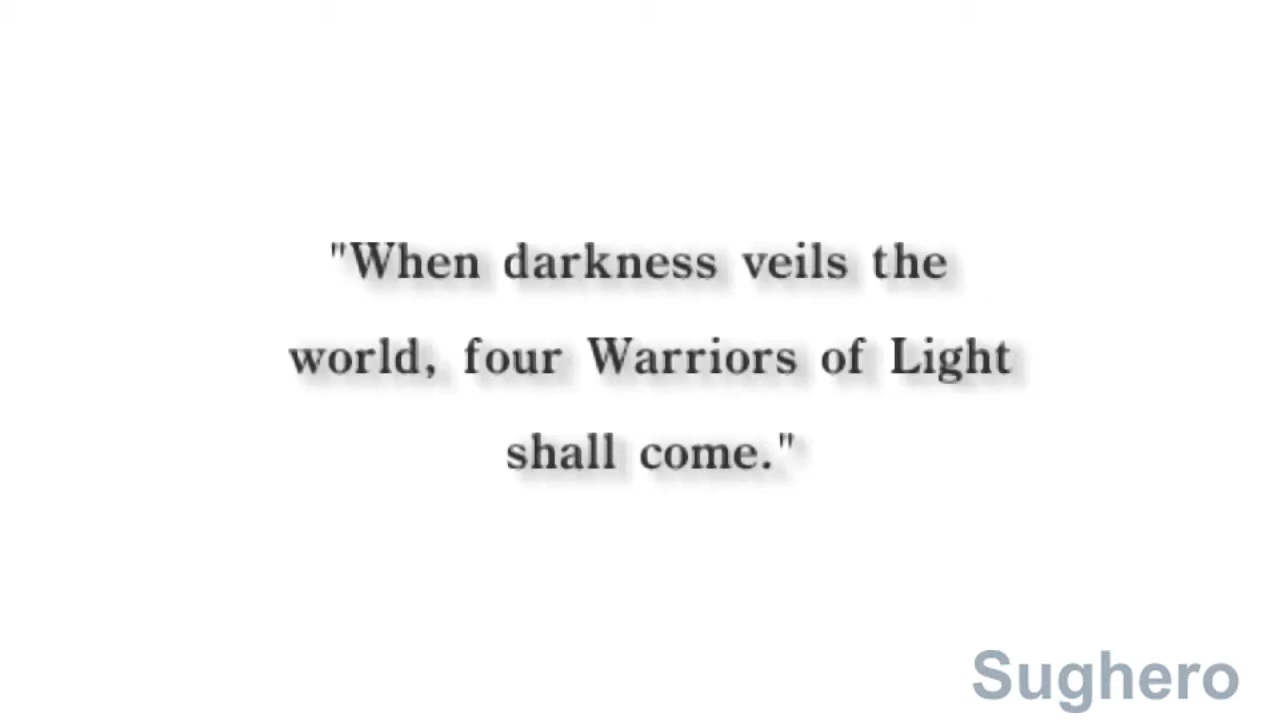 "When darkness veils the
world, four Warriors of Light
shall come."
Sughero